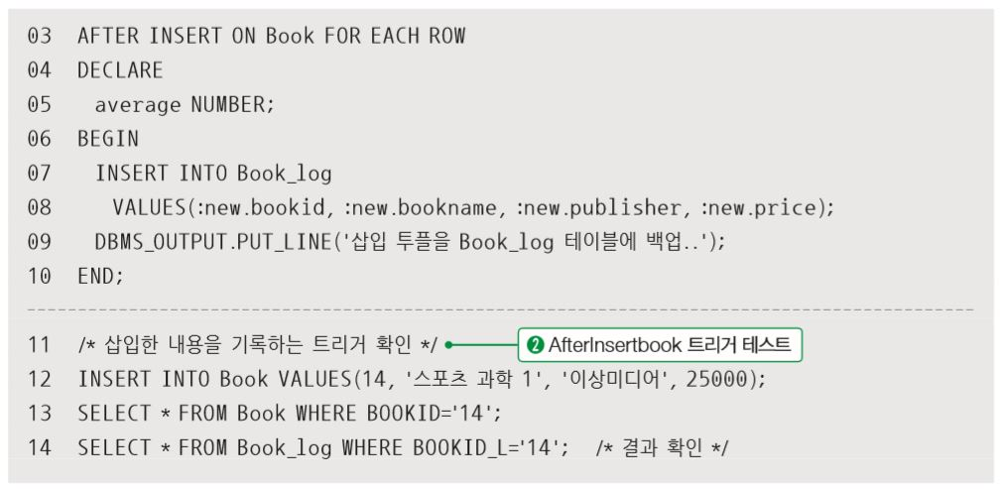 03 AFTER INSERT ON Book FOR EACH ROW
04 DECLARE
05 average NUMBER;
06 BEGIN
07 INSERT INTO Book_log
08 VALUES(:new.bookid, :new.bookname, :new.publisher, :new.price);
09 DBMS_OUTPUT.PUT_LINE('삽입 투플을 Book_log 테이블에 백업..');
10 END;
11 /* 삽입한 내용을 기록하는 트리거 확인 */ ❷ AfterInsertbook 트리거 테스트
12 INSERT INTO Book VALUES(14, '스포츠 과학 1', '이상미디어', 25000);
13 SELECT * FROM Book WHERE BOOKID='14';
14 SELECT * FROM Book_log WHERE BOOKID_L='14'; /* 결과 확인 */